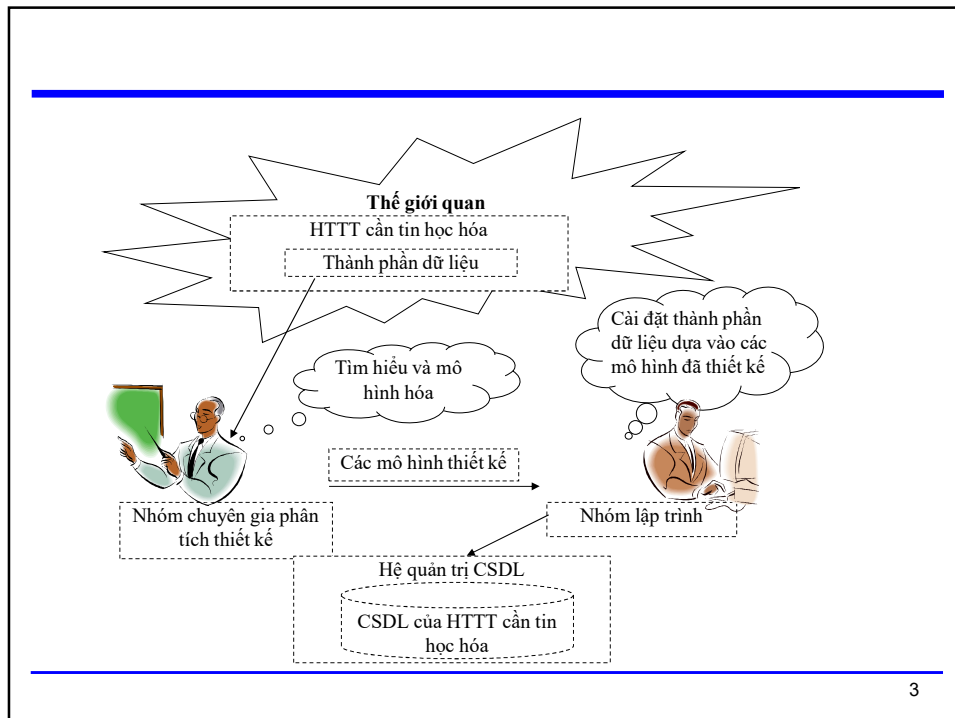 Thế giới quan
HTTT cần tin học hóa
Thành phần dữ liệu
Cài đặt thành phần
dữ liệu dựa vào các
mô hình đã thiết kế
Tìm hiểu và mô
hình hóa
Các mô hình thiết kế
Nhóm chuyên gia phân
tích thiết kế
Nhóm lập trình
Hệ quản trị CSDL
CSDL của HTTT cần tin
học hóa
3